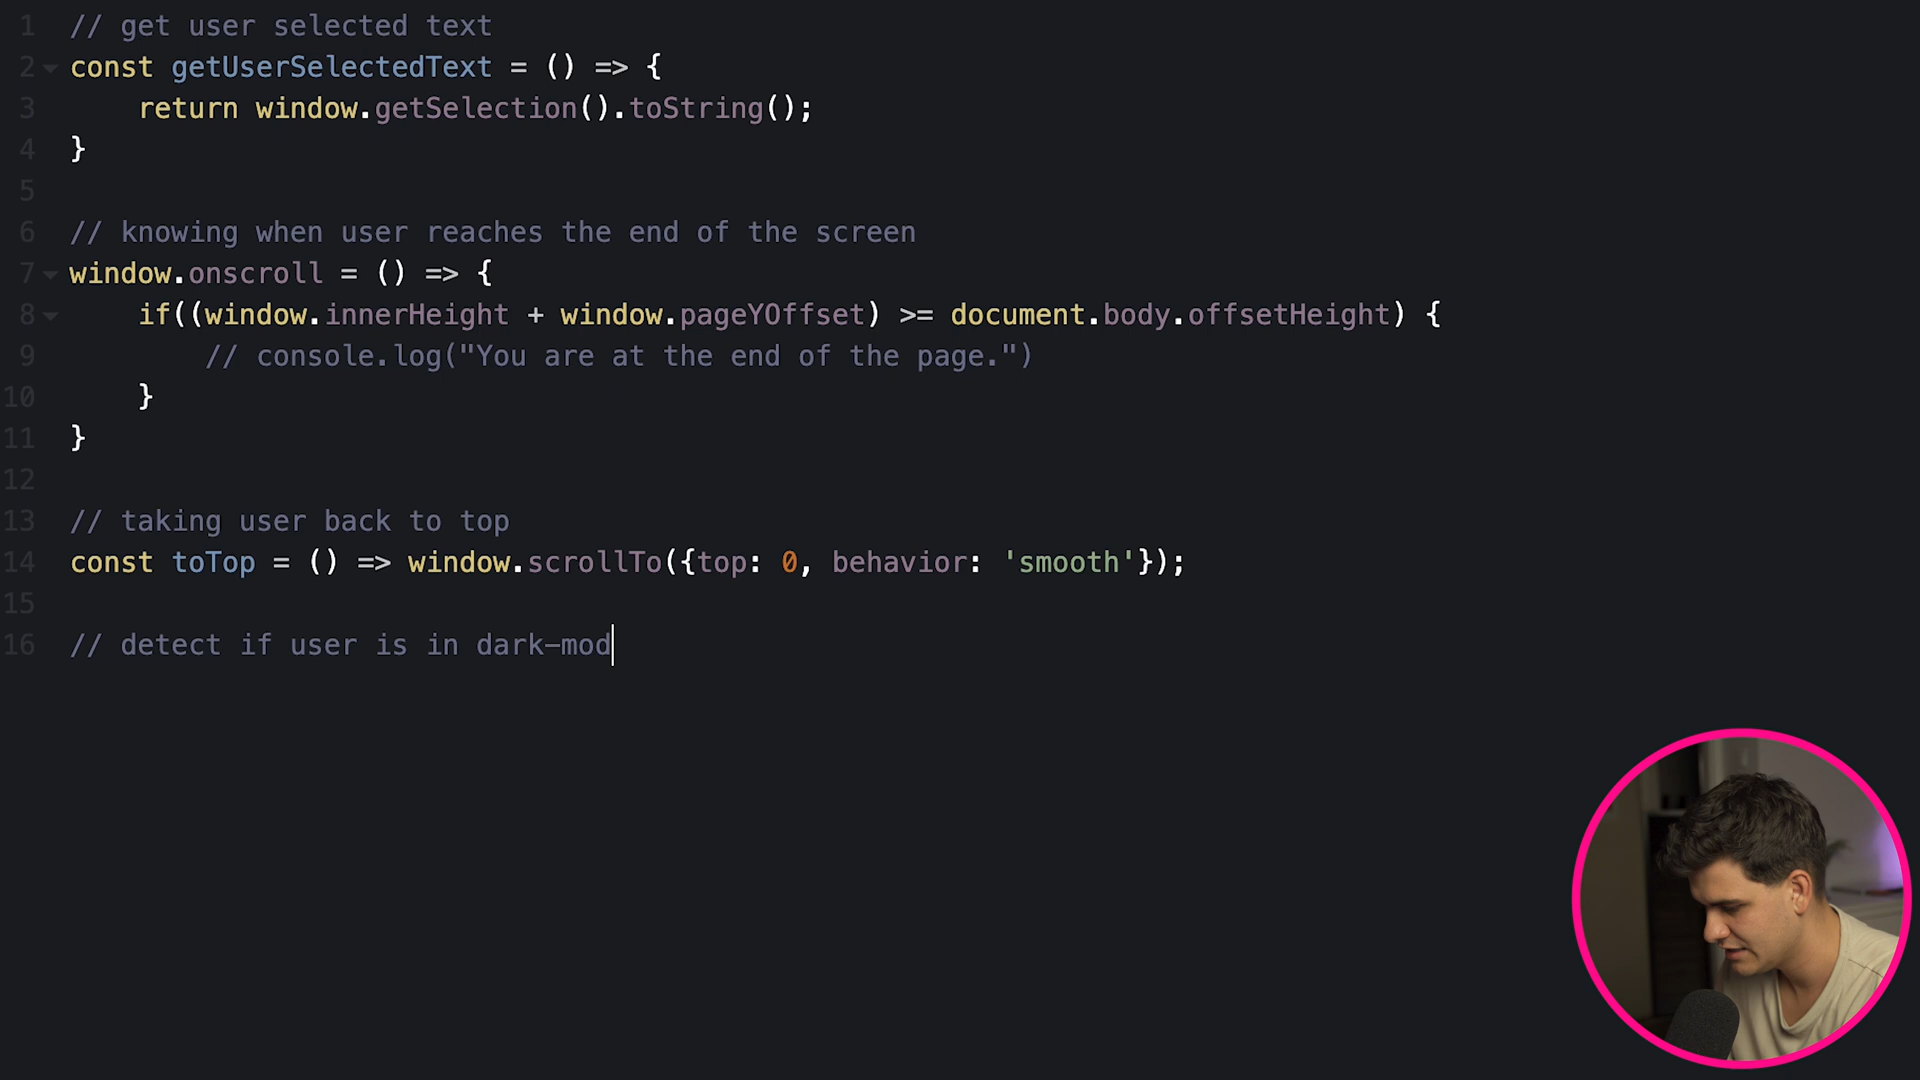 1 // get user selected text
2 const getUserSelectedText = () => {
3     return window.getSelection().toString();
4 }
5
6 // knowing when user reaches the end of the screen
7 window.onscroll = () => {
8     if((window.innerHeight + window.pageYOffset) >= document.body.offsetHeight) {
9         // console.log("You are at the end of the page.")
10     }
11 }
12
13 // taking user back to top
14 const toTop = () => window.scrollTo({top: 0, behavior: 'smooth'});
15
16 // detect if user is in dark-mod